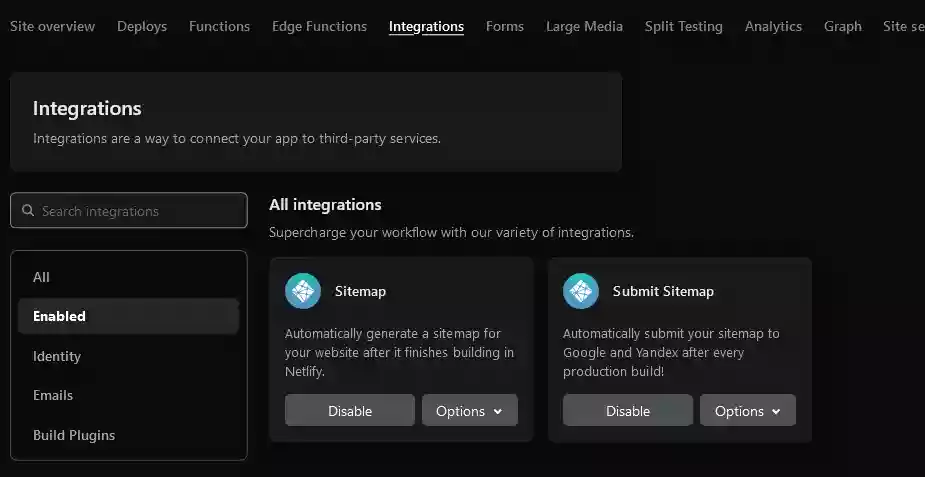 Site overview Deploys Functions Edge Functions Integrations Forms Large Media Split Testing Analytics Graph Site se
Integrations
Integrations are a way to connect your app to third-party services.
Search integrations
All
Enabled
Identity
Emails
Build Plugins
All integrations
Supercharge your workflow with our variety of integrations.
Sitemap
Automatically generate a sitemap for
your website after it finishes building in
Netlify.
Disable Options
Submit Sitemap
Automatically submit your sitemap to
Google and Yandex after every
production build!
Disable Options